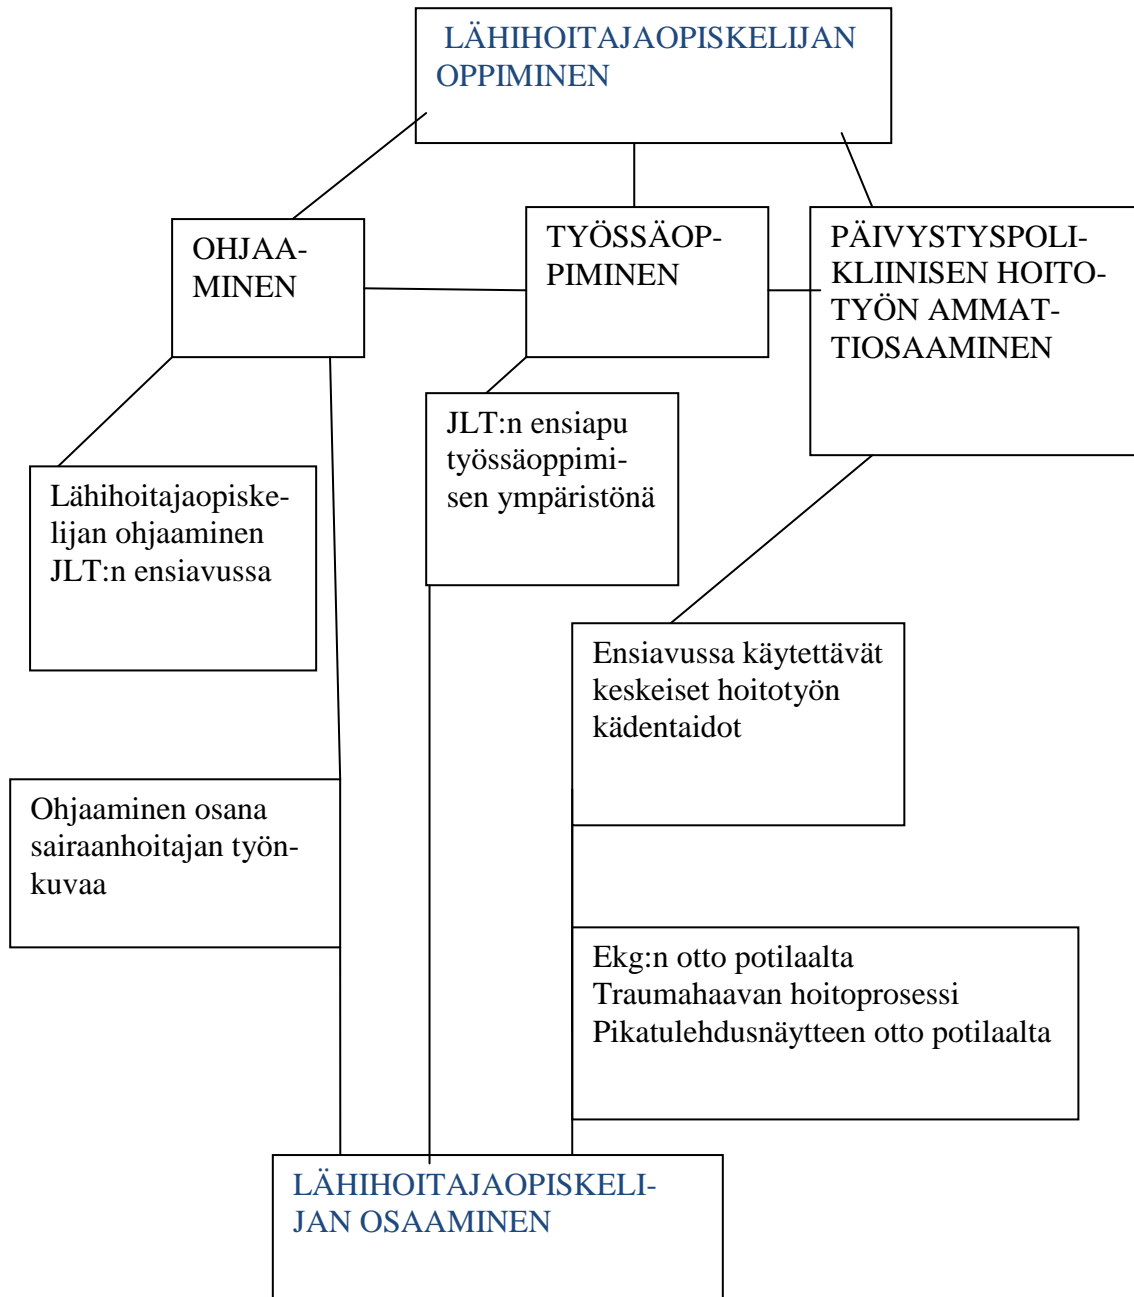 LÄHIHOITAJAOPISKELIJAN
OPPIMINEN
OHJAA-
MINEN
TYÖSSÄOP-
PIMINEN
PÄIVYSTYSPOLI-
KLIINISEN HOITO-
TYÖN AMMAT-
TIOSAAMINEN
JLT:n ensiapu
työssäoppimi-
sen ympäristönä
Lähihoitajaopiske-
lijan ohjaaminen
JLT:n ensiavussa
Ensiavussa käytettävät
keskeiset hoitotyön
kädentaidot
Ohjaaminen osana
sairaanhoitajan työn-
kuvaa
Ekg:n otto potilaalta
Traumahaavan hoitoprosessi
Pikatulehdusnäytteen otto potilaalta
LÄHIHOITAJAOPISKELI-
JAN OSAAMINEN